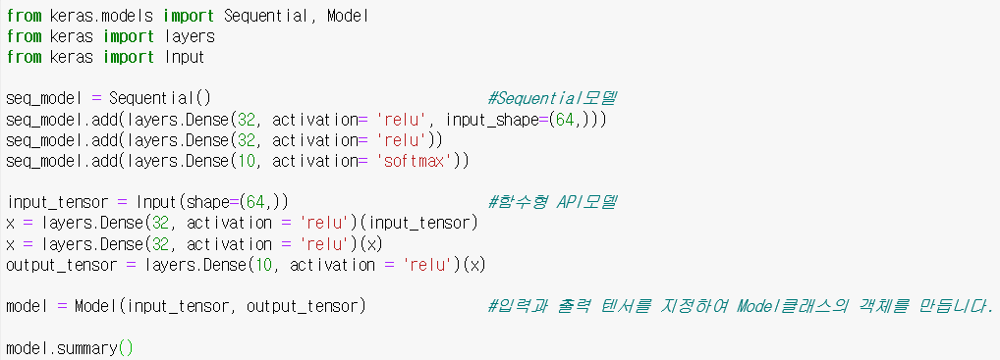 from keras.models import Sequential, Model
from keras import layers
from keras import Input
seq_model = Sequential() #Sequential모델
seq_model.add(layers.Dense(32, activation= 'relu', input_shape=(64,)))
seq_model.add(layers.Dense(32, activation= 'relu'))
seq_model.add(layers.Dense(10, activation= 'softmax'))
input_tensor = Input(shape=(64,)) #함수형 API모델
x = layers.Dense(32, activation = 'relu')(input_tensor)
x = layers.Dense(32, activation = 'relu')(x)
output_tensor = layers.Dense(10, activation = 'relu')(x)
model = Model(input_tensor, output_tensor) #입력과 출력 텐서를 지정하여 Model클래스의 객체를 만듭니다.
model.summary()